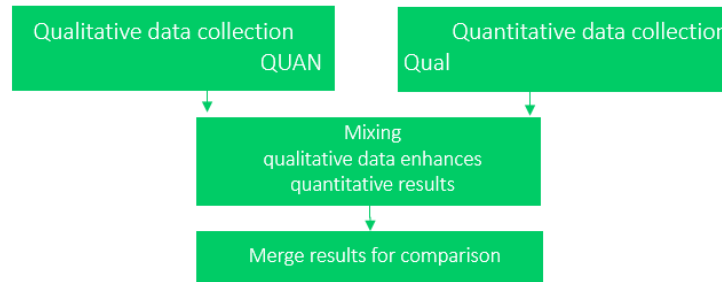 Qualitative data collection
QUAN
Quantitative data collection
Qual
Mixing
qualitative data enhances
quantitative results
Merge results for comparison